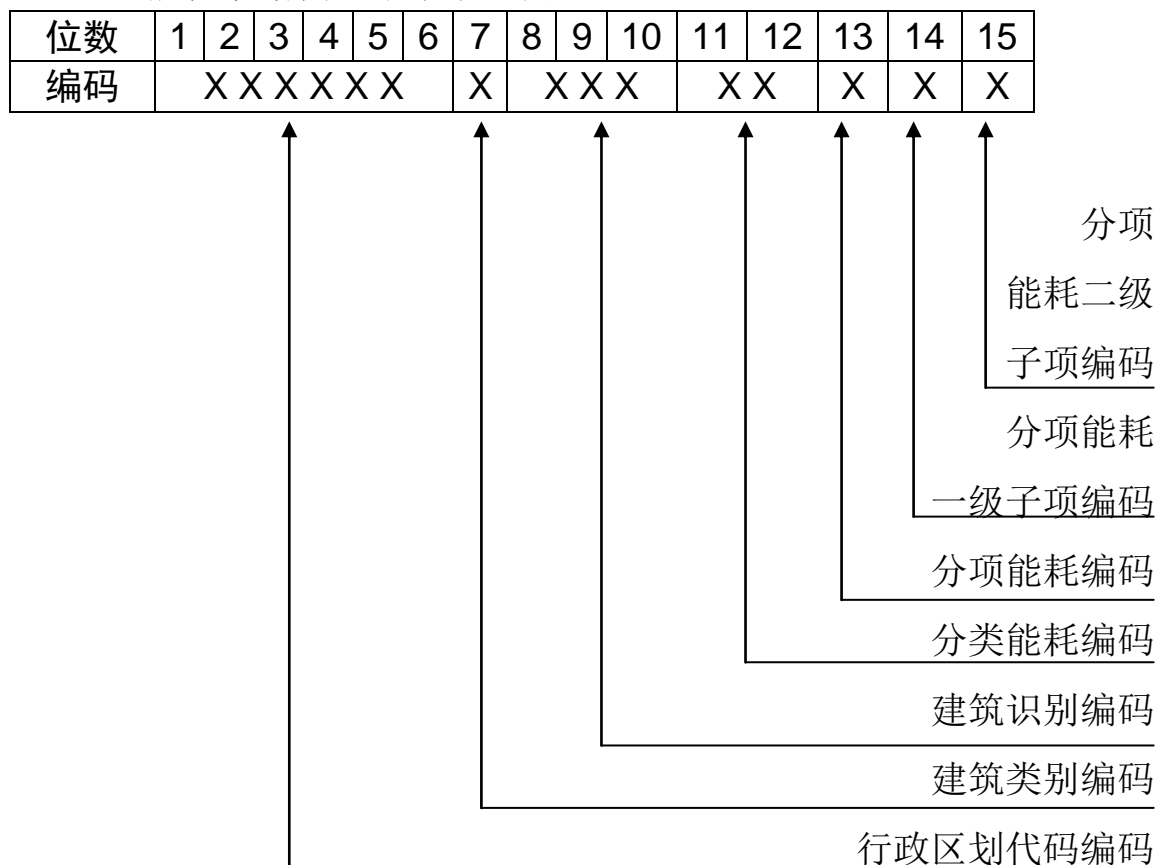 位数 1 2 3 4 5 6 7 8 9 10 11 12 13 14 15
编码 X X X X X X X X X X X X X X X
分项
能耗二级
子项编码
分项能耗
一级子项编码
分项能耗编码
分类能耗编码
建筑识别编码
建筑类别编码
行政区划代码编码